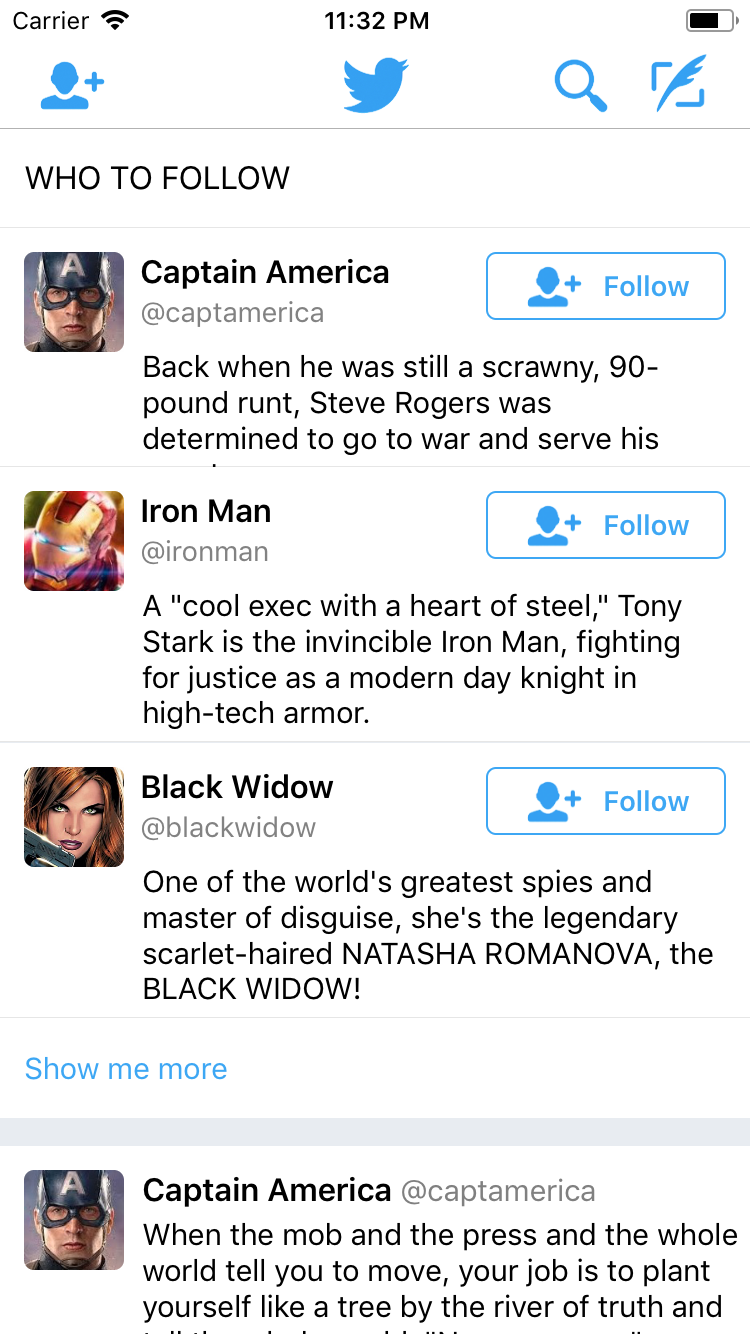 Carrier 11:32 PM
WHO TO FOLLOW
Captain America
Follow
@captamerica
Back when he was still a scrawny, 90-
pound runt, Steve Rogers was
determined to go to war and serve his
Iron Man
Follow
@ironman
A "cool exec with a heart of steel," Tony
Stark is the invincible Iron Man, fighting
for justice as a modern day knight in
high-tech armor.
Black Widow
Follow
@blackwidow
One of the world's greatest spies and
master of disguise, she's the legendary
scarlet-haired NATASHA ROMANOVA, the
BLACK WIDOW!
Show me more
Captain America @captamerica
When the mob and the press and the whole
world tell you to move, your job is to plant
yourself like a tree by the river of truth and